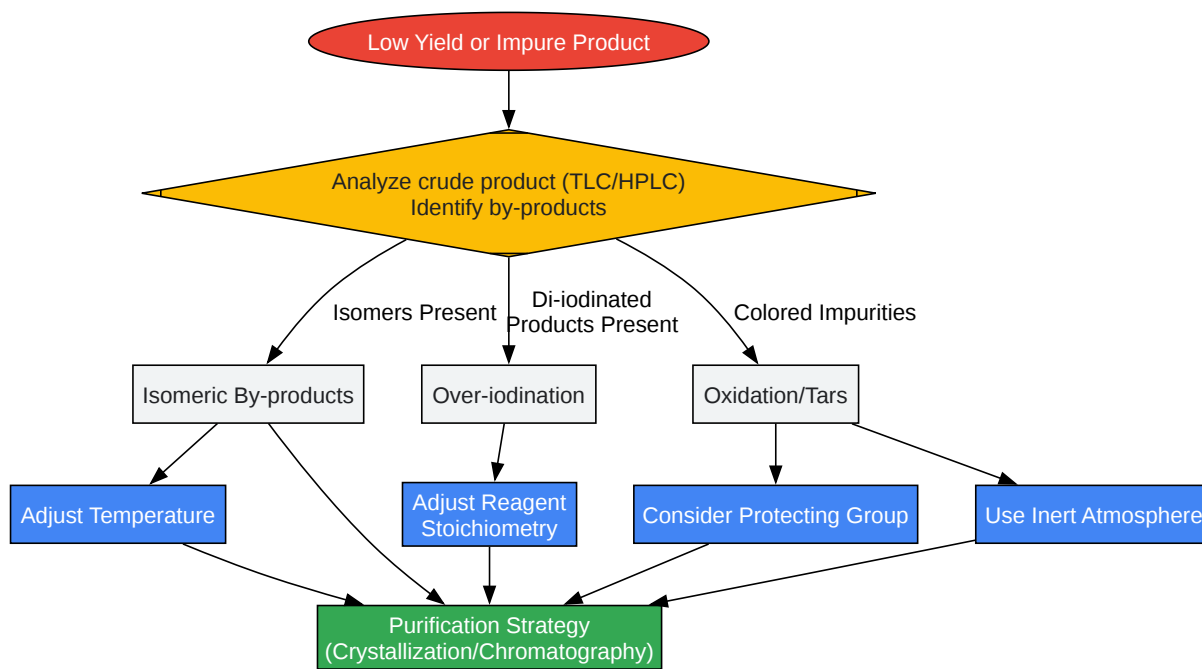 Low Yield or Impure Product
Analyze crude product (TLC/HPLC)
Identify by-products
Isomers Present
Di-iodinated
Products Present
Colored Impurities
Isomeric By-products
Over-iodination
Oxidation/Tars
Adjust Temperature
Adjust Reagent
Stoichiometry
Consider Protecting Group
Use Inert Atmosphere
Purification Strategy
(Crystallization/Chromatography)